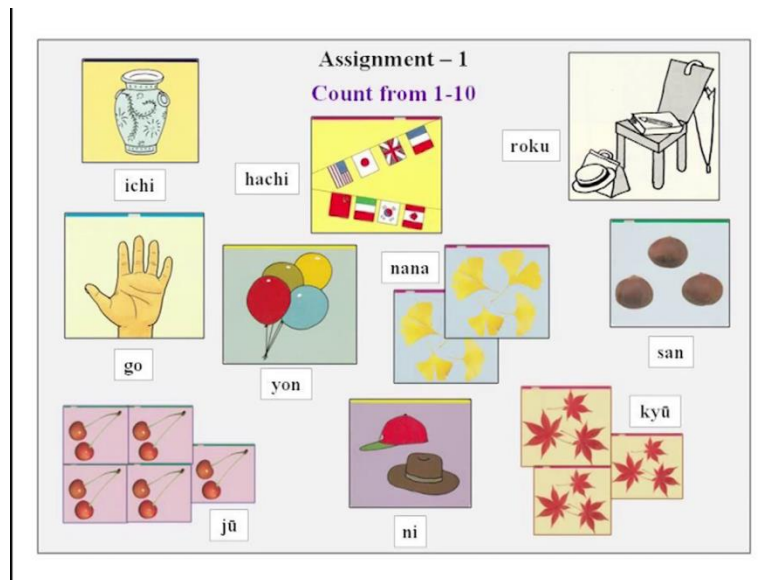 Assignment – 1
Count from 1-10
ichi
hachi
roku
go
yon
nana
san
jū
ni
kyū